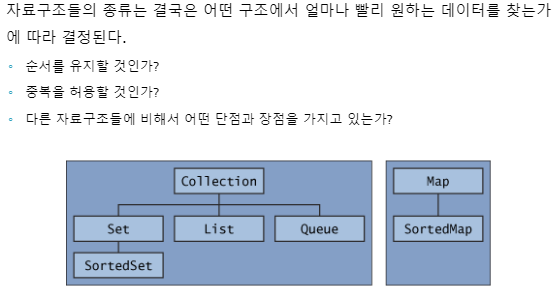 자료구조들의 종류는 결국은 어떤 구조에서 얼마나 빨리 원하는 데이터를 찾는가
에 따라 결정된다.
▫ 순서를 유지할 것인가?
▫ 중복을 허용할 것인가?
▫ 다른 자료구조들에 비해서 어떤 단점과 장점을 가지고 있는가?
Collection Map
Set List Queue SortedMap
SortedSet